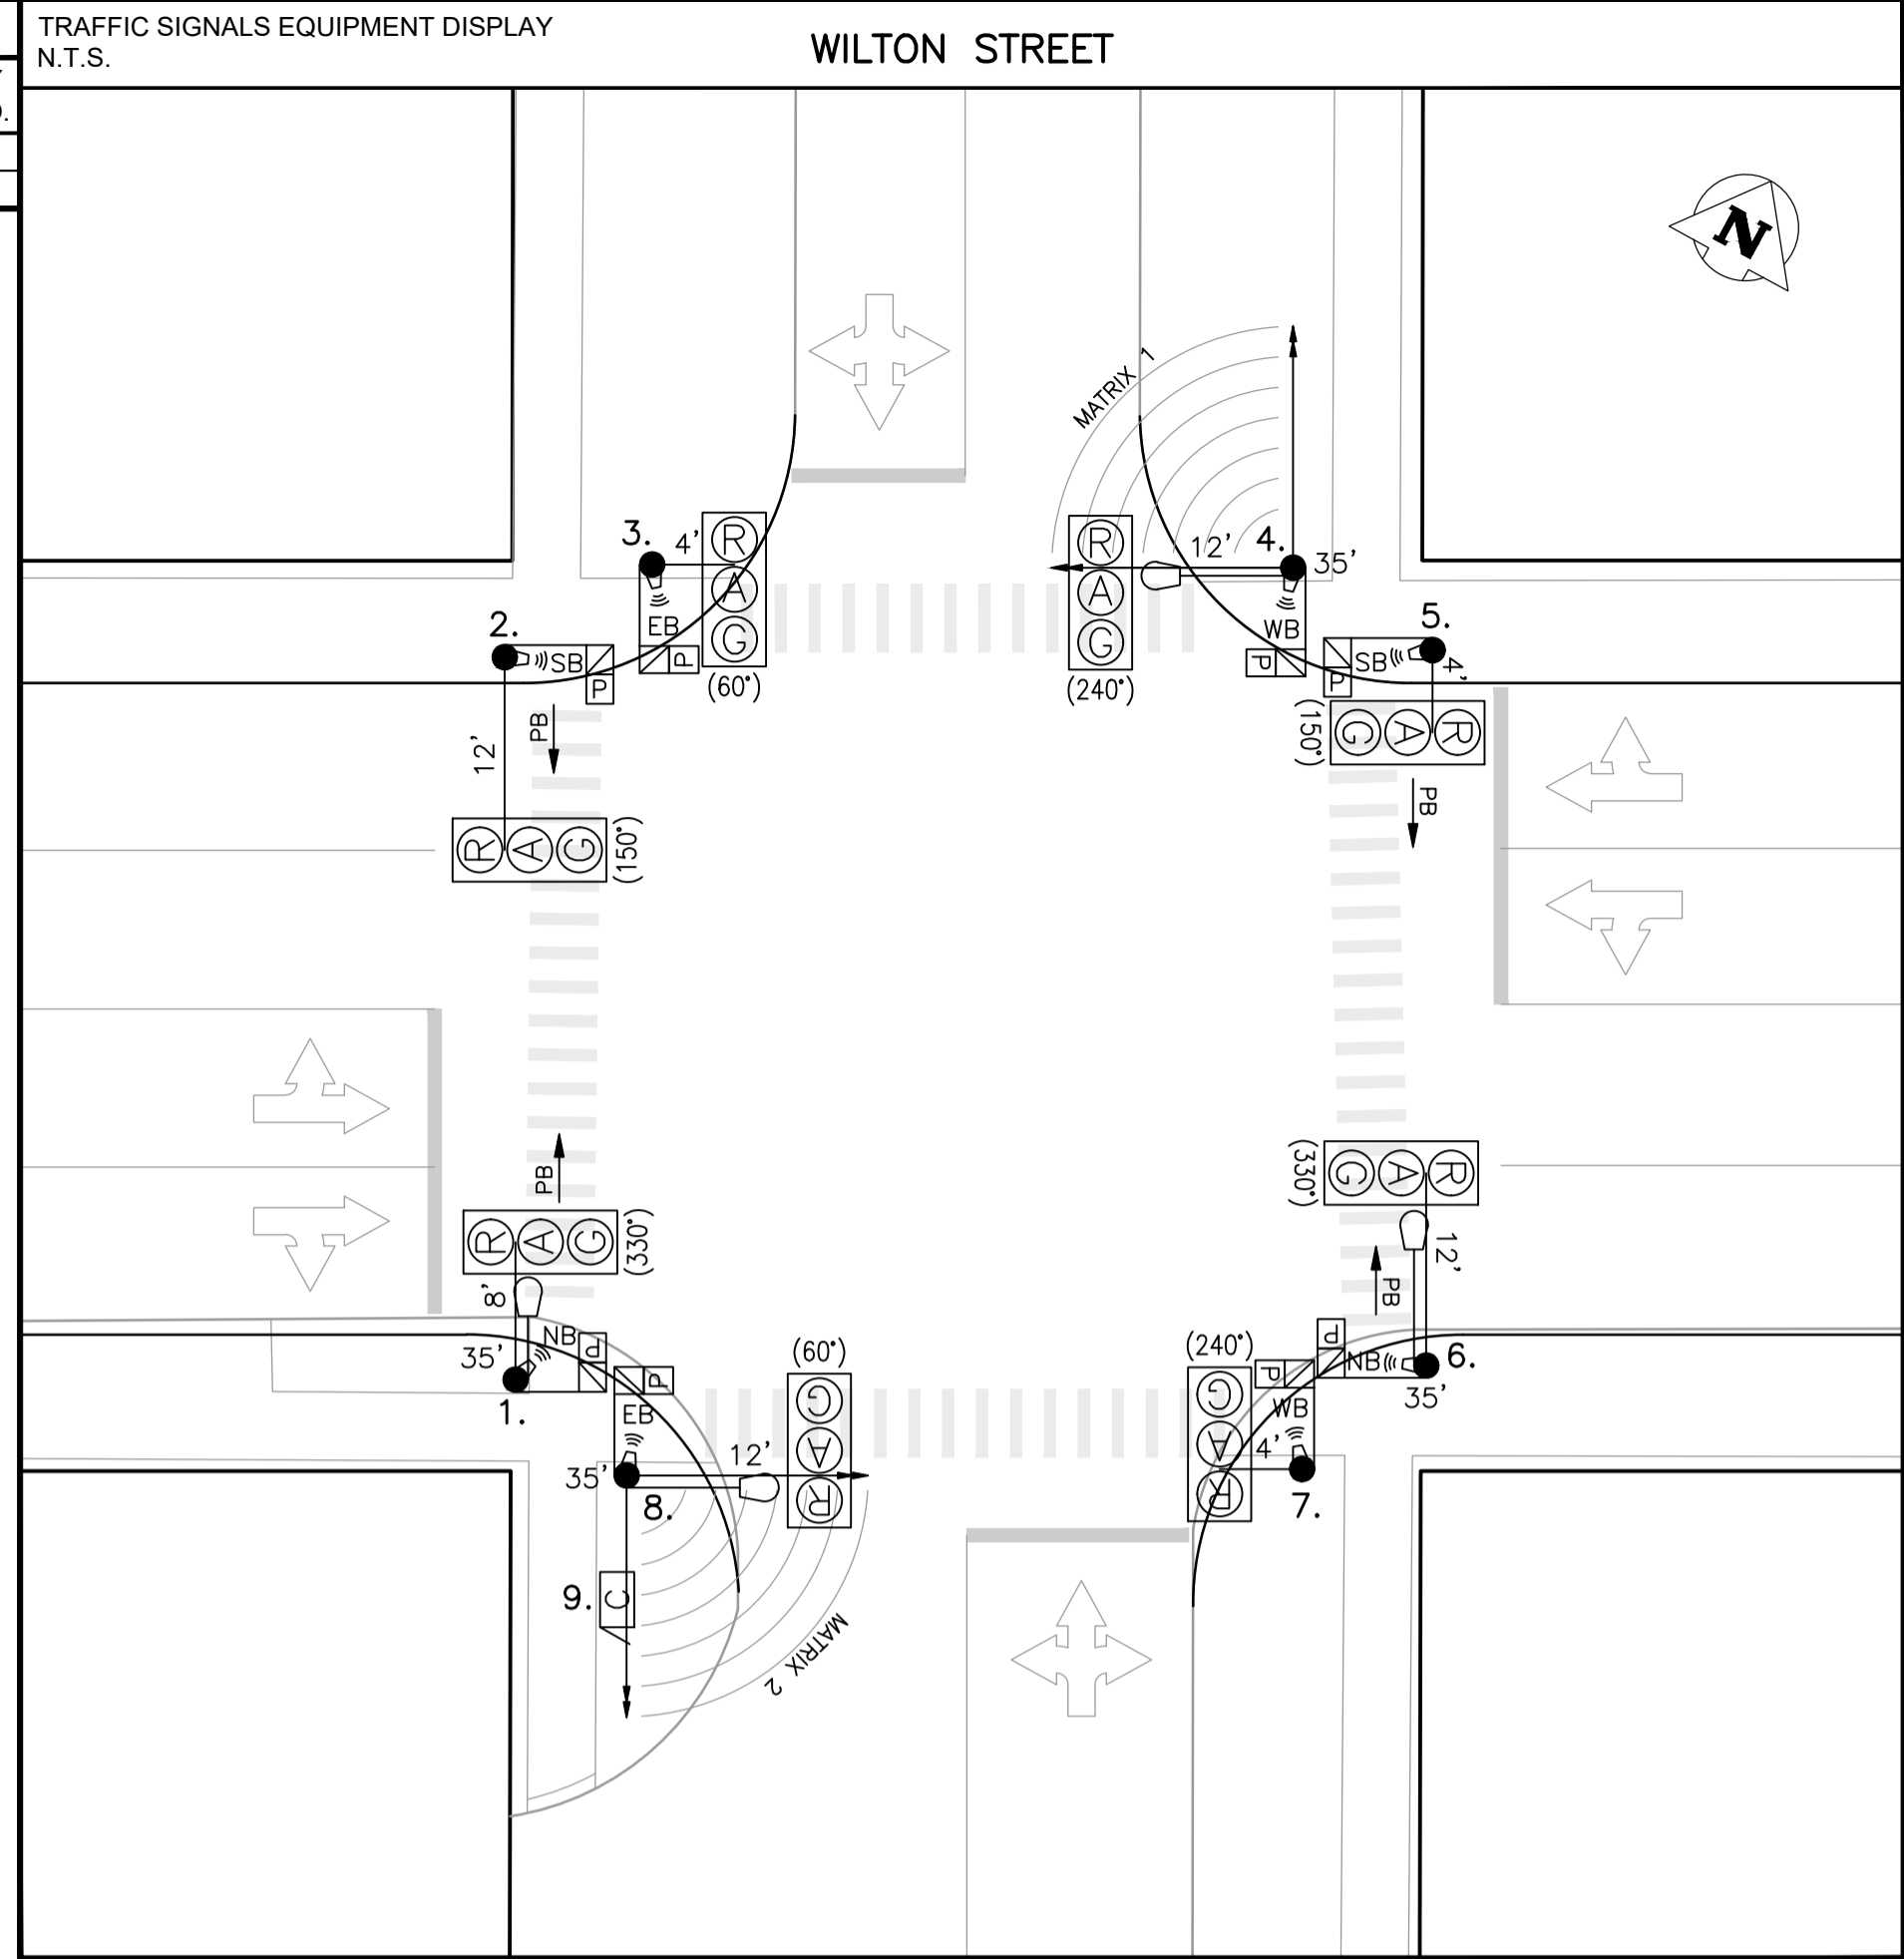 TRAFFIC SIGNALS EQUIPMENT DISPLAY
N.T.S.
WILTON STREET
N
MATRIX 1
3.
4'
R
A
G
(60°)
EB
P
R
A
G
(240°)
12'
4.
35'
WB
P
2.
SB
P
12'
PB
R A G
(150°)
5.
SB
P
4'
R A G
(150°)
PB
PB
R A G
(330°)
8'
35'
NB
P
1.
R A G
(330°)
12'
PB
P
NB
6.
35'
P
EB
35'
8.
12'
(60°)
G
A
R
(240°)
G
A
R
P
WB
4'
7.
9.
C
MATRIX 2